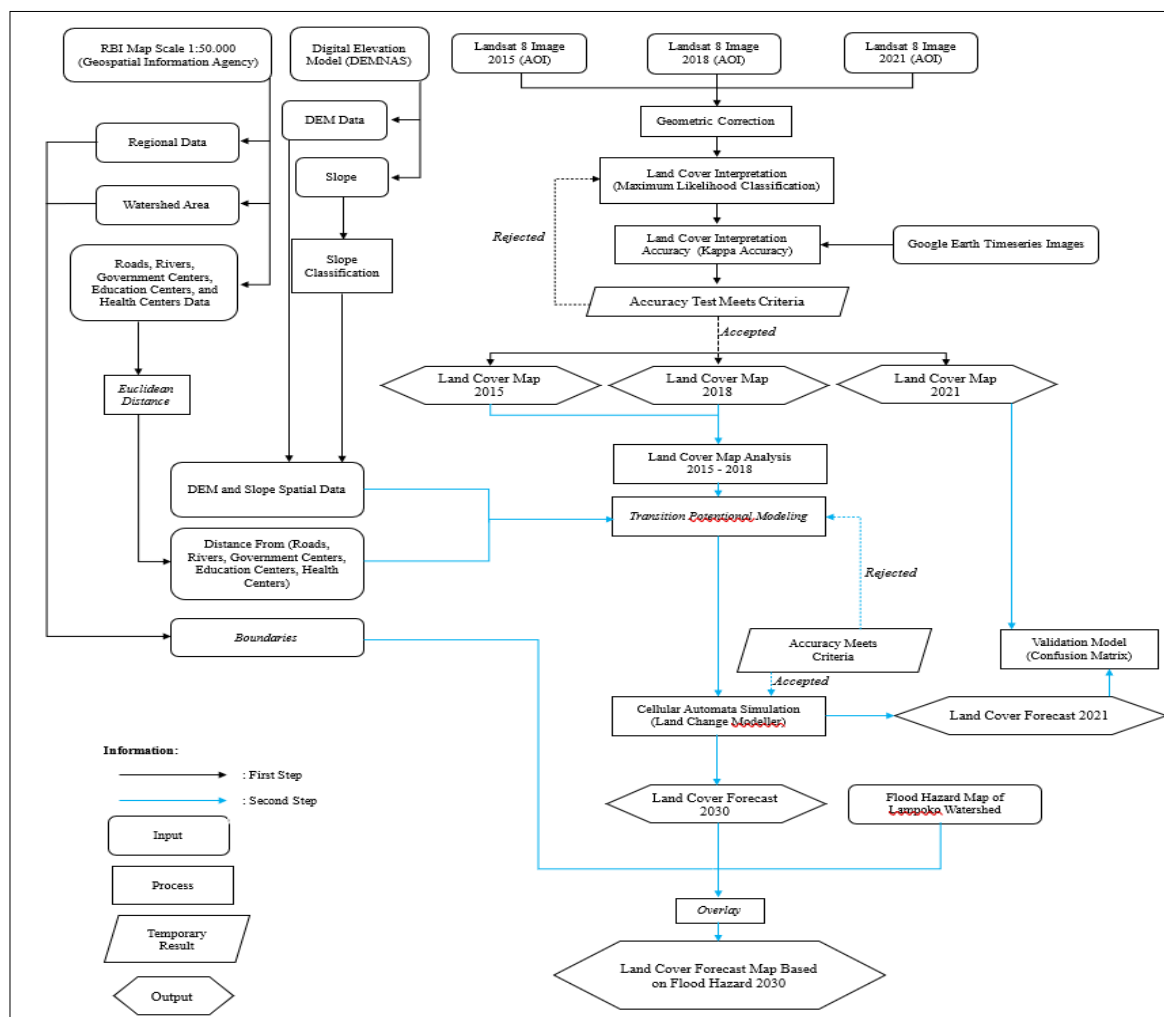 RBI Map Scale 1:50.000
(Geospatial Information Agency)
Digital Elevation
Model (DEMNAS)
Landsat 8 Image
2015 (AOI)
Landsat 8 Image
2018 (AOI)
Landsat 8 Image
2021 (AOI)
DEM Data
Geometric Correction
Regional Data
Slope
Land Cover Interpretation
(Maximum Likelihood Classification)
Watershed Area
Rejected
Land Cover Interpretation
Accuracy (Kappa Accuracy)
Google Earth Timeseries Images
Slope
Classification
Roads, Rivers,
Government Centers,
Education Centers, and
Health Centers Data
Accuracy Test Meets Criteria
Accepted
Euclidean
Distance
Land Cover Map
2015
Land Cover Map
2018
Land Cover Map
2021
Land Cover Map Analysis
2015 - 2018
DEM and Slope Spatial Data
Transition Potentional Modeling
Distance From (Roads,
Rivers, Government Centers,
Education Centers, Health
Centers)
Rejected
Boundaries
Accuracy Meets
Criteria
Validation Model
(Confusion Matrix)
Accepted
Cellular Automata Simulation
(Land Change Modeller)
Land Cover Forecast 2021
Information:
: First Step
: Second Step
Land Cover Forecast
2030
Flood Hazard Map of
Lampoko Watershed
Input
Process
Overlay
Temporary
Result
Land Cover Forecast Map Based
on Flood Hazard 2030
Output